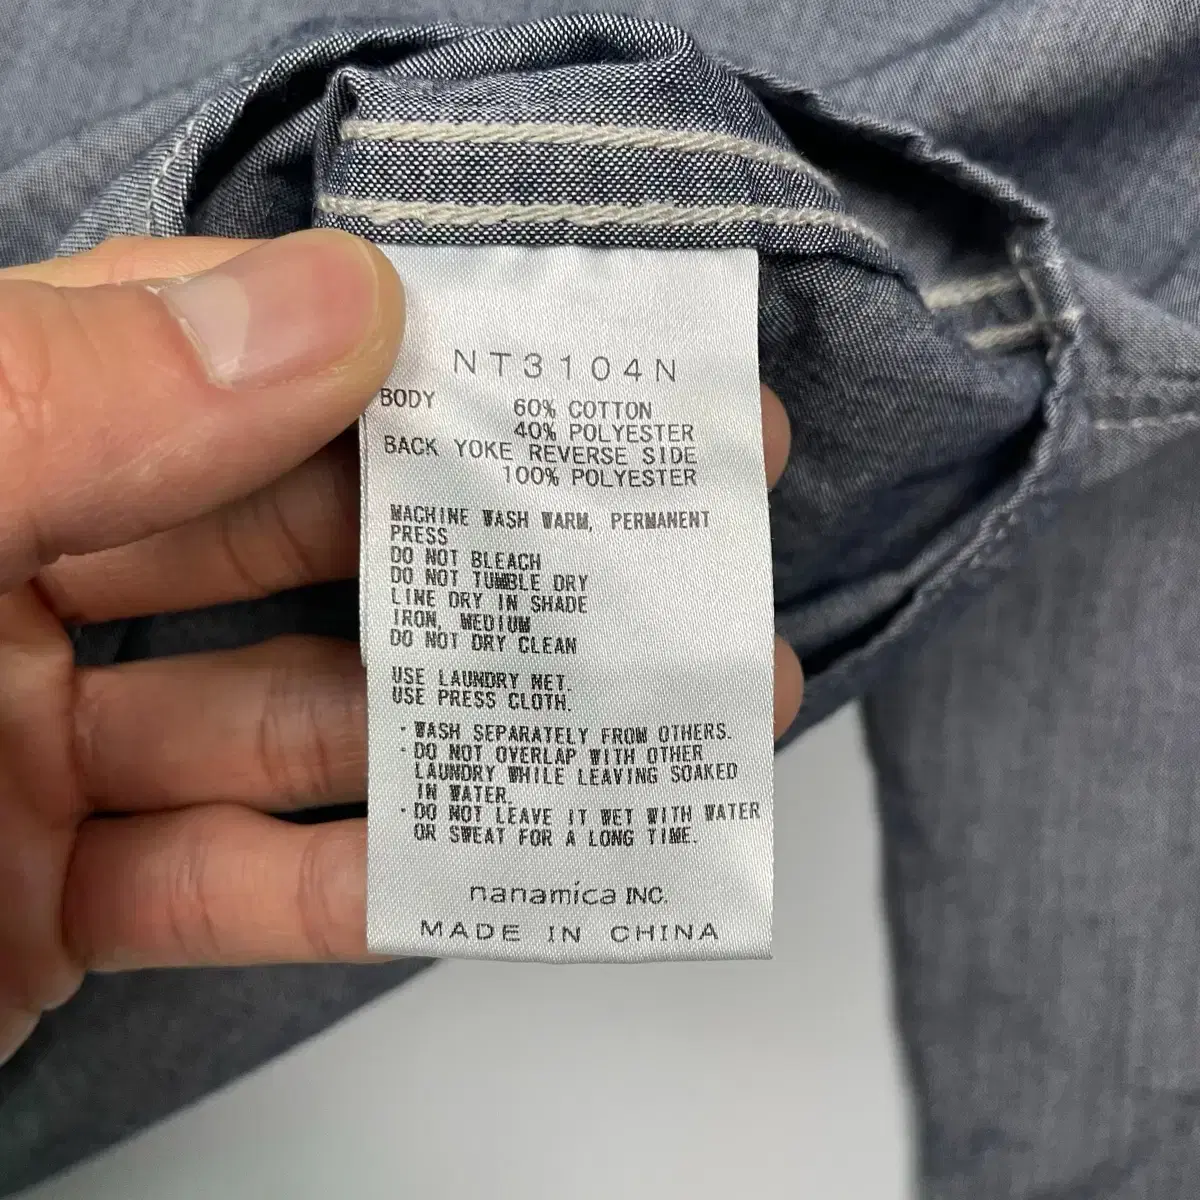 NT3104N
BODY 60% COTTON
40% POLYESTER
BACK YOKE REVERSE SIDE
100% POLYESTER
MACHINE WASH WARM, PERMANENT
PRESS
DO NOT BLEACH
DO NOT TUMBLE DRY
LINE DRY IN SHADE
IRON, MEDIUM
DO NOT DRY CLEAN
USE LAUNDRY NET.
USE PRESS CLOTH.
・WASH SEPARATELY FROM OTHERS.
・DO NOT OVERLAP WITH OTHER
LAUNDRY WHILE LEAVING SOAKED
IN WATER.
・DO NOT LEAVE IT WET WITH WATER
OR SWEAT FOR A LONG TIME.
nanamica INC.
MADE IN CHINA